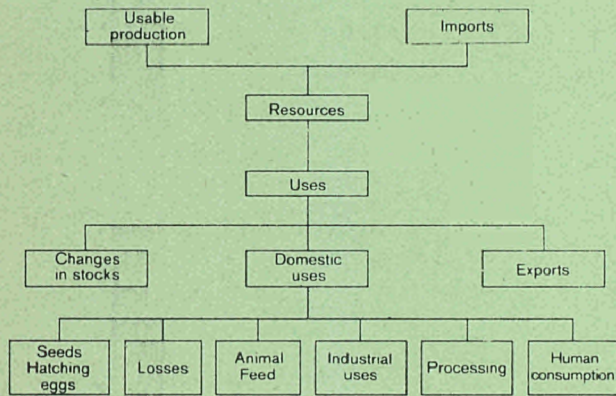 Usable
production
Imports
Resources
Uses
Changes
in stocks
Domestic
uses
Exports
Seeds
Hatching
eggs
Losses
Animal
Feed
Industrial
uses
Processing
Human
consumption